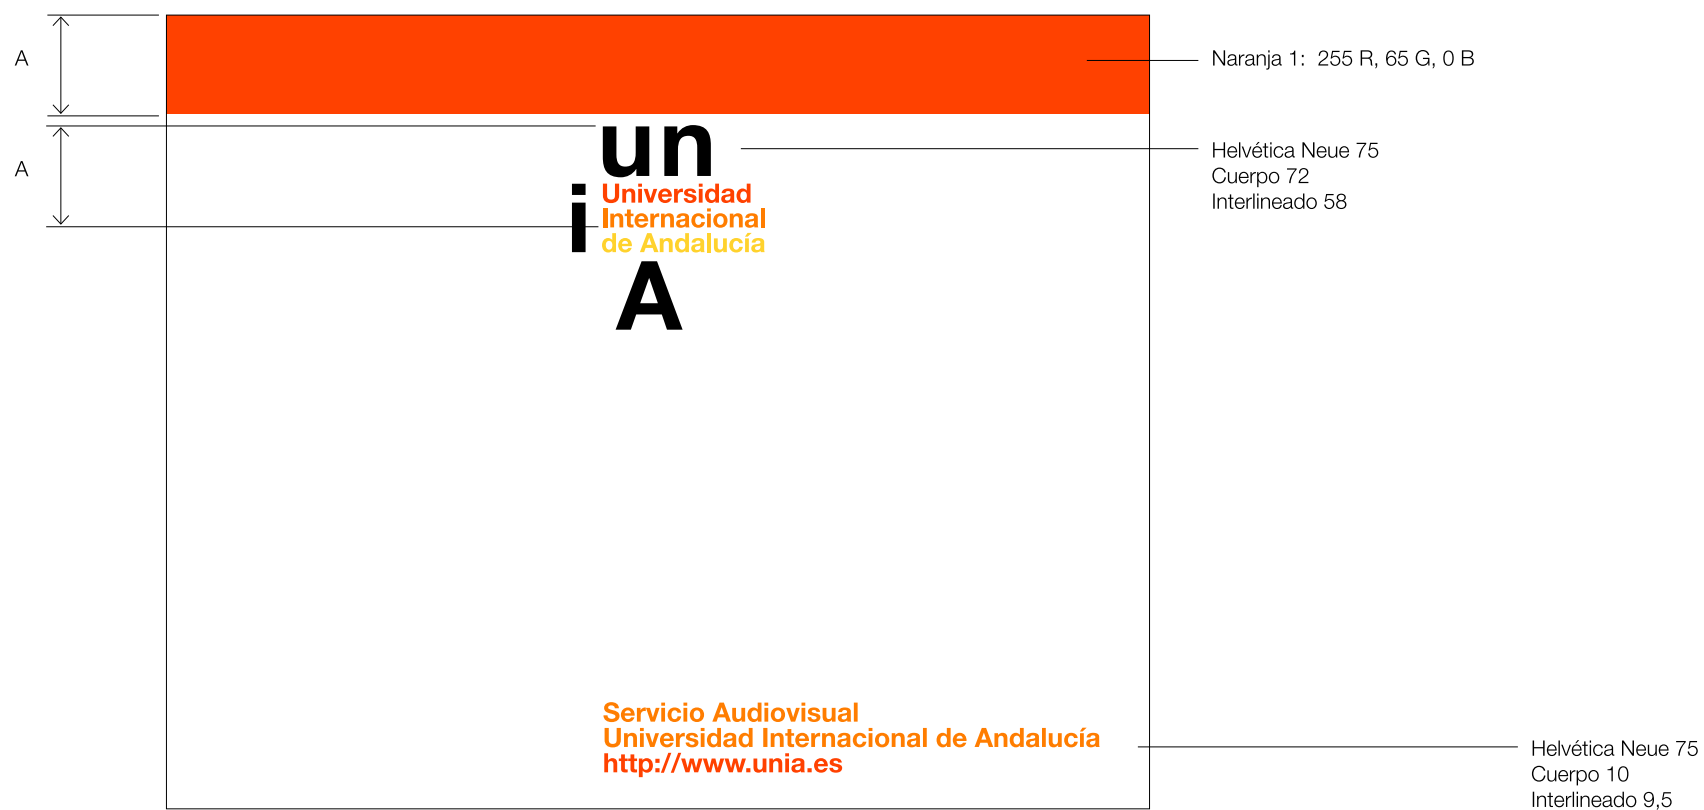 A
Naranja 1: 255 R, 65 G, 0 B
un
Helvética Neue 75
Cuerpo 72
Interlineado 58
A
i
Universidad
Internacional
de Andalucía
A
Servicio Audiovisual
Universidad Internacional de Andalucía
http://www.unia.es
Helvética Neue 75
Cuerpo 10
Interlineado 9,5